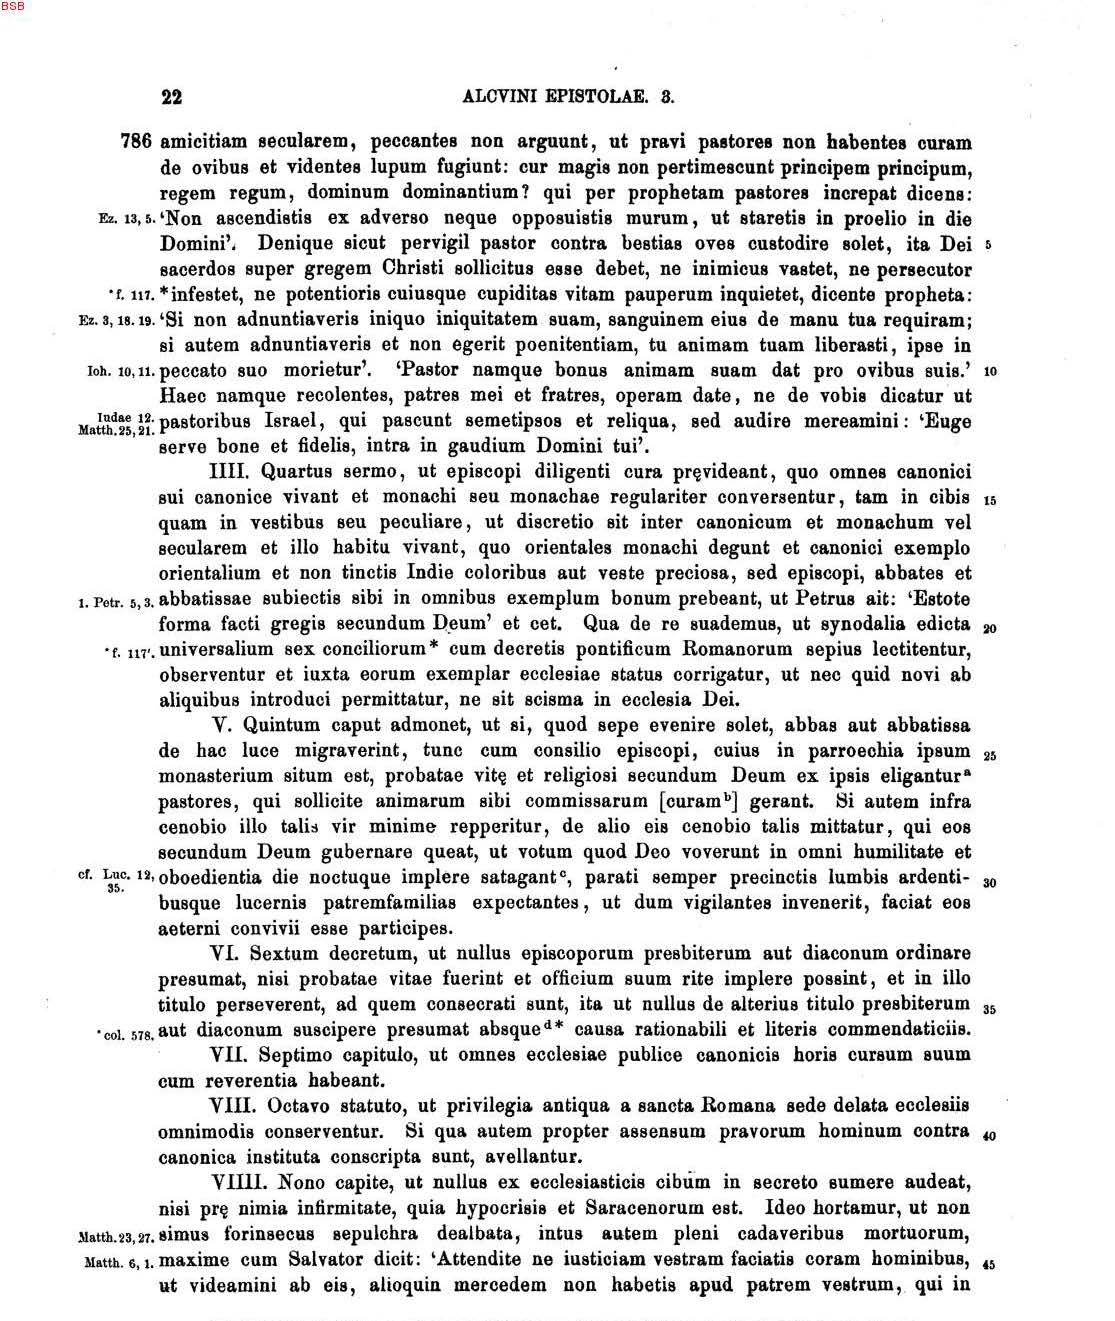 BSB
22 ALCVINI EPISTOLAE. 3.
786 amicitiam secularem, peccantes non arguunt, ut pravi pastores non habentes curam
de ovibus et videntes lupum fugiunt: cur magis non pertimescunt principem principum,
regem regum, dominum dominantium? qui per prophetam pastores increpat dicens:
Ez. 13, 5. ‘Non ascendistis ex adverso neque opposuistis murum, ut staretis in proelio in die
Domini’. Denique sicut pervigil pastor contra bestias oves custodire solet, ita Dei 5
sacerdos super gregem Christi sollicitus esse debet, ne inimicus vastet, ne persecutor
*f. 117. *infestet, ne potentioris cuiusque cupiditas vitam pauperum inquietet, dicente propheta:
Ez. 3, 18. 19. ‘Si non adnuntiaveris iniquo iniquitatem suam, sanguinem eius de manu tua requiram;
si autem adnuntiaveris et non egerit poenitentiam, tu animam tuam liberasti, ipse in
Ioh. 10, 11. peccato suo morietur’. ‘Pastor namque bonus animam suam dat pro ovibus suis.’ 10
Haec namque recolentes, patres mei et fratres, operam date, ne de vobis dicatur ut
Iudae 12. Matth. 25, 21. pastoribus Israel, qui pascunt semetipsos et reliqua, sed audire mereamini: ‘Euge
serve bone et fidelis, intra in gaudium Domini tui’.
IIII. Quartus sermo, ut episcopi diligenti cura pręvideant, quo omnes canonici
sui canonice vivant et monachi seu monachae regulariter conversentur, tam in cibis 15
quam in vestibus seu peculiare, ut discretio sit inter canonicum et monachum vel
secularem et illo habitu vivant, quo orientales monachi degunt et canonici exemplo
orientalium et non tinctis Indie coloribus aut veste preciosa, sed episcopi, abbates et
1. Petr. 5, 3. abbatissae subiectis sibi in omnibus exemplum bonum prebeant, ut Petrus ait: ‘Estote
forma facti gregis secundum Deum’ et cet. Qua de re suademus, ut synodalia edicta 20
*f. 117'. universalium sex conciliorum* cum decretis pontificum Romanorum sepius lectitentur,
observentur et iuxta eorum exemplar ecclesiae status corrigatur, ut nec quid novi ab
aliquibus introduci permittatur, ne sit scisma in ecclesia Dei.
V. Quintum caput admonet, ut si, quod sepe evenire solet, abbas aut abbatissa
de hac luce migraverint, tunc cum consilio episcopi, cuius in parroechia ipsum 25
monasterium situm est, probatae vitę et religiosi secundum Deum ex ipsis eliganturᵃ
pastores, qui sollicite animarum sibi commissarum [curamᵇ] gerant. Si autem infra
cenobio illo talis vir minime repperitur, de alio eis cenobio talis mittatur, qui eos
secundum Deum gubernare queat, ut votum quod Deo voverunt in omni humilitate et
cf. Luc. 12, 35. oboedientia die noctuque implere satagantᶜ, parati semper precinctis lumbis ardenti- 30
busque lucernis patremfamilias expectantes, ut dum vigilantes invenerit, faciat eos
aeterni convivii esse participes.
VI. Sextum decretum, ut nullus episcoporum presbiterum aut diaconum ordinare
presumat, nisi probatae vitae fuerint et officium suum rite implere possint, et in illo
titulo perseverent, ad quem consecrati sunt, ita ut nullus de alterius titulo presbiterum 35
*col. 578. aut diaconum suscipere presumat absqueᵈ* causa rationabili et literis commendaticiis.
VII. Septimo capitulo, ut omnes ecclesiae publice canonicis horis cursum suum
cum reverentia habeant.
VIII. Octavo statuto, ut privilegia antiqua a sancta Romana sede delata ecclesiis
omnimodis conserventur. Si qua autem propter assensum pravorum hominum contra 40
canonica instituta conscripta sunt, avellantur.
VIIII. Nono capite, ut nullus ex ecclesiasticis cibum in secreto sumere audeat,
nisi prę nimia infirmitate, quia hypocrisis et Saracenorum est. Ideo hortamur, ut non
Matth. 23, 27. simus forinsecus sepulchra dealbata, intus autem pleni cadaveribus mortuorum,
Matth. 6, 1. maxime cum Salvator dicit: ‘Attendite ne iusticiam vestram faciatis coram hominibus, 45
ut videamini ab eis, alioquin mercedem non habetis apud patrem vestrum, qui in